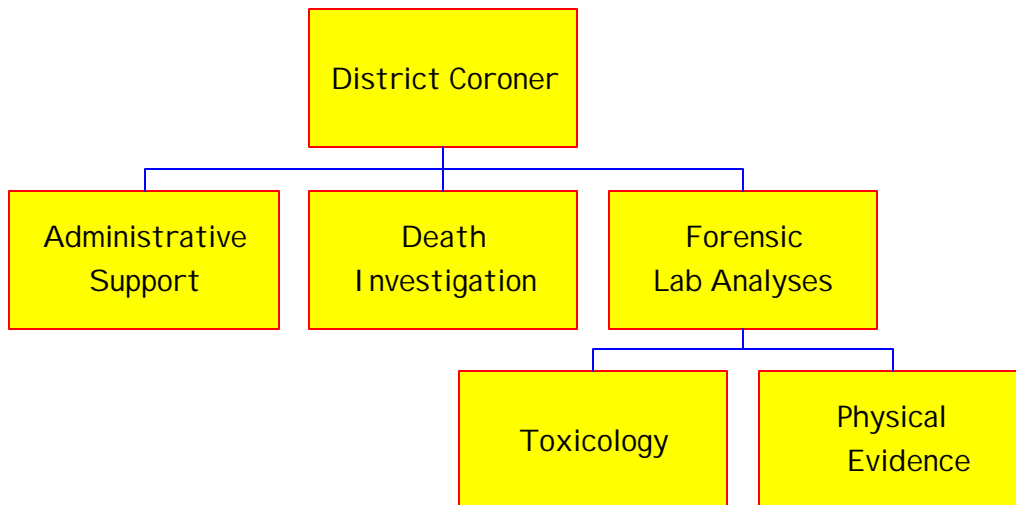 District Coroner
Administrative
Support
Death
Investigation
Forensic
Lab Analyses
Toxicology
Physical
Evidence